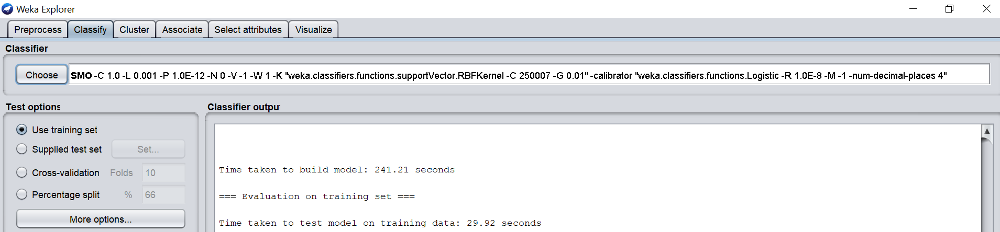 Weka Explorer
Preprocess Classify Cluster Associate Select attributes Visualize
Classifier
Choose SMO -C 1.0 -L 0.001 -P 1.0E-12 -N 0 -V -1 -W 1 -K "weka.classifiers.functions.supportVector.RBFKernel -C 250007 -G 0.01" -calibrator "weka.classifiers.functions.Logistic -R 1.0E-8 -M -1 -num-decimal-places 4"
Test options
Use training set
Supplied test set Set...
Cross-validation Folds 10
Percentage split % 66
More options...
Classifier output
Time taken to build model: 241.21 seconds
=== Evaluation on training set ===
Time taken to test model on training data: 29.92 seconds